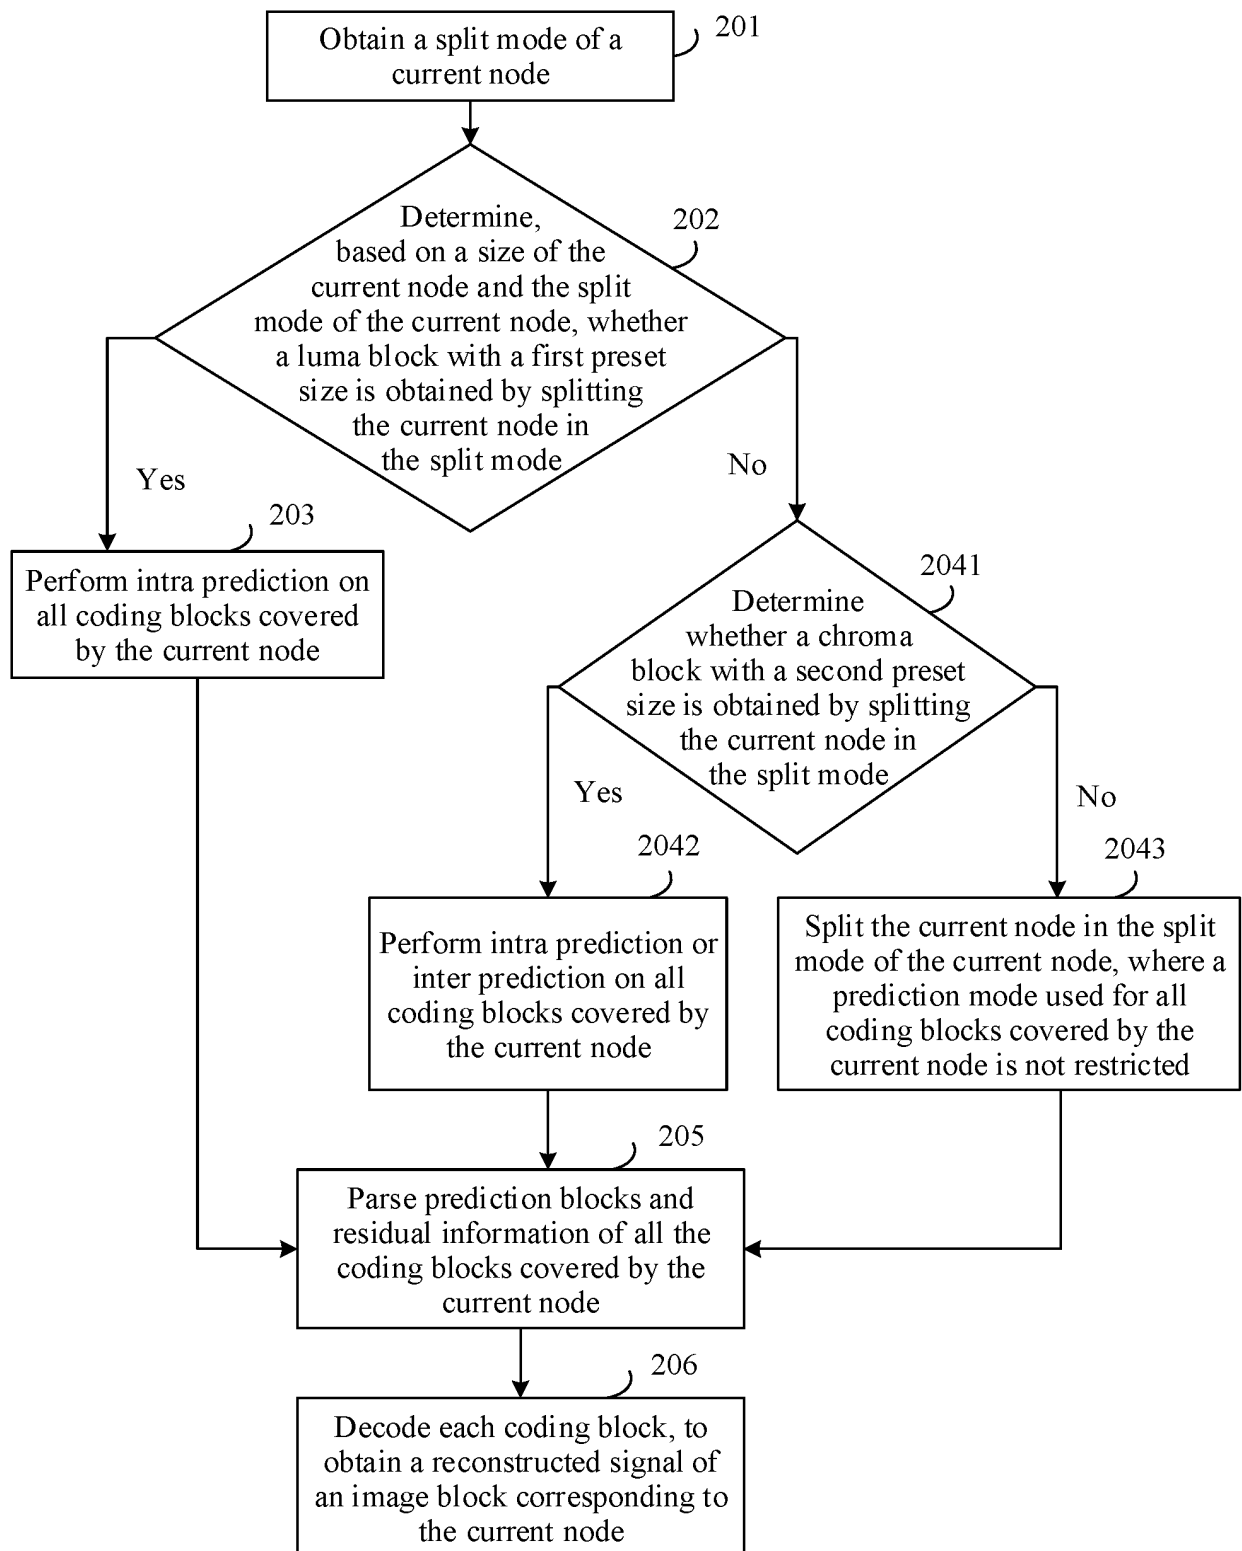 Obtain a split mode of a
current node
201
Determine,
based on a size of the
current node and the split
mode of the current node, whether
a luma block with a first preset
size is obtained by splitting
the current node in
the split mode
202
Yes
No
203
Perform intra prediction on
all coding blocks covered
by the current node
2041
Determine
whether a chroma
block with a second preset
size is obtained by splitting
the current node in
the split mode
Yes
No
2042
Perform intra prediction or
inter prediction on all
coding blocks covered by
the current node
2043
Split the current node in the split
mode of the current node, where a
prediction mode used for all
coding blocks covered by the
current node is not restricted
205
Parse prediction blocks and
residual information of all the
coding blocks covered by the
current node
206
Decode each coding block, to
obtain a reconstructed signal of
an image block corresponding to
the current node